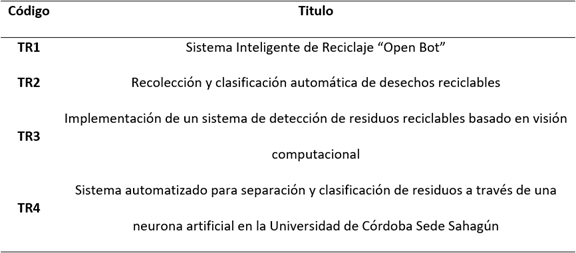 Código Titulo
TR1 Sistema Inteligente de Reciclaje “Open Bot”
TR2 Recolección y clasificación automática de desechos reciclables
TR3 Implementación de un sistema de detección de residuos reciclables basado en visión
computacional
TR4 Sistema automatizado para separación y clasificación de residuos a través de una
neurona artificial en la Universidad de Córdoba Sede Sahagún